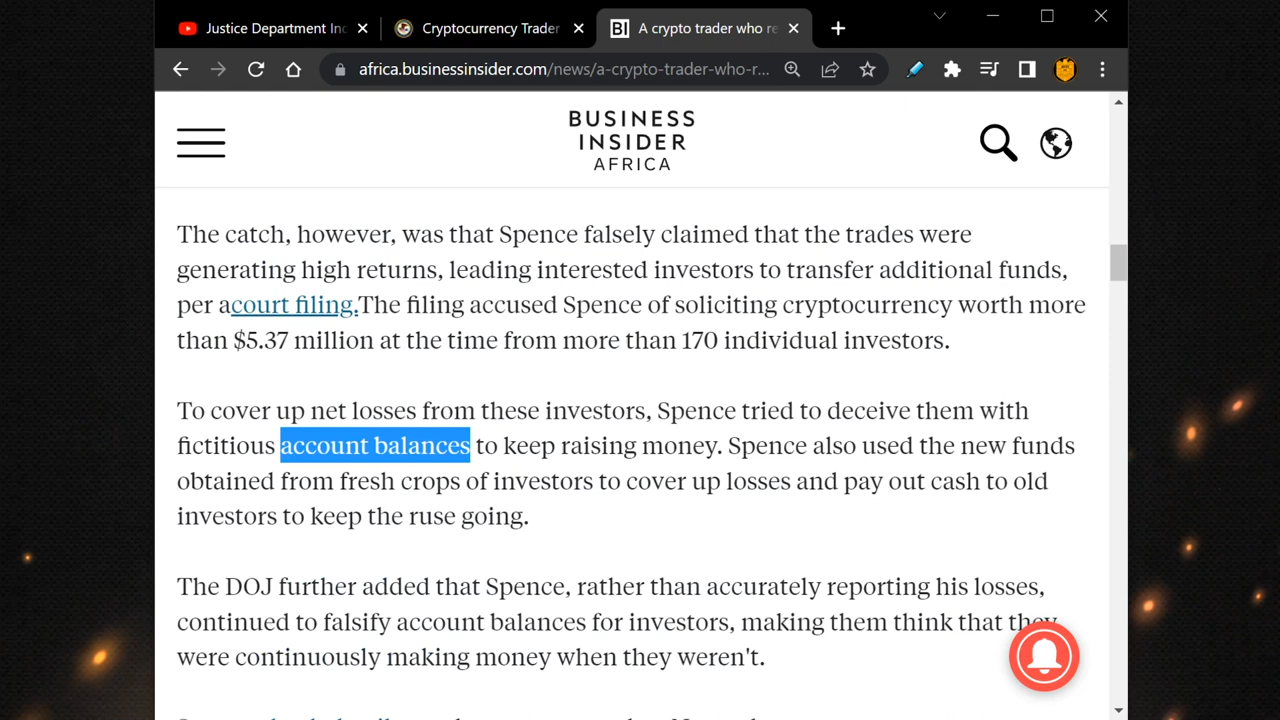 Justice Department Inc
Cryptocurrency Trader
BI
A crypto trader who re
africa.businessinsider.com/news/a-crypto-trader-who-r...
BUSINESS
INSIDER
AFRICA
The catch, however, was that Spence falsely claimed that the trades were
generating high returns, leading interested investors to transfer additional funds,
per acourt filing.The filing accused Spence of soliciting cryptocurrency worth more
than $5.37 million at the time from more than 170 individual investors.
To cover up net losses from these investors, Spence tried to deceive them with
fictitious account balances to keep raising money. Spence also used the new funds
obtained from fresh crops of investors to cover up losses and pay out cash to old
investors to keep the ruse going.
The DOJ further added that Spence, rather than accurately reporting his losses,
continued to falsify account balances for investors, making them think that they
were continuously making money when they weren't.